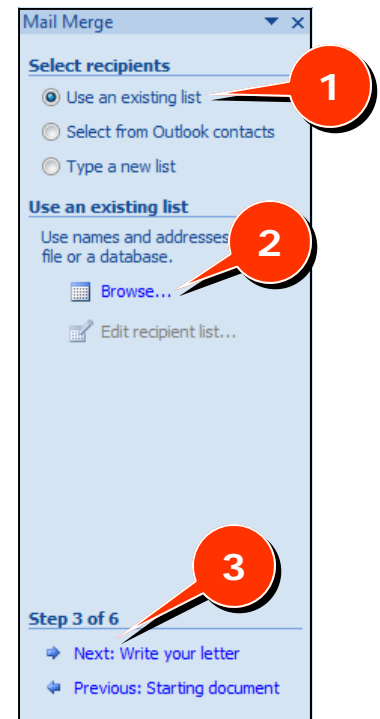 Mail Merge
Select recipients
1
Use an existing list
Select from Outlook contacts
Type a new list
Use an existing list
2
Use names and addresses
file or a database.
Browse...
Edit recipient list...
3
Step 3 of 6
Next: Write your letter
Previous: Starting document